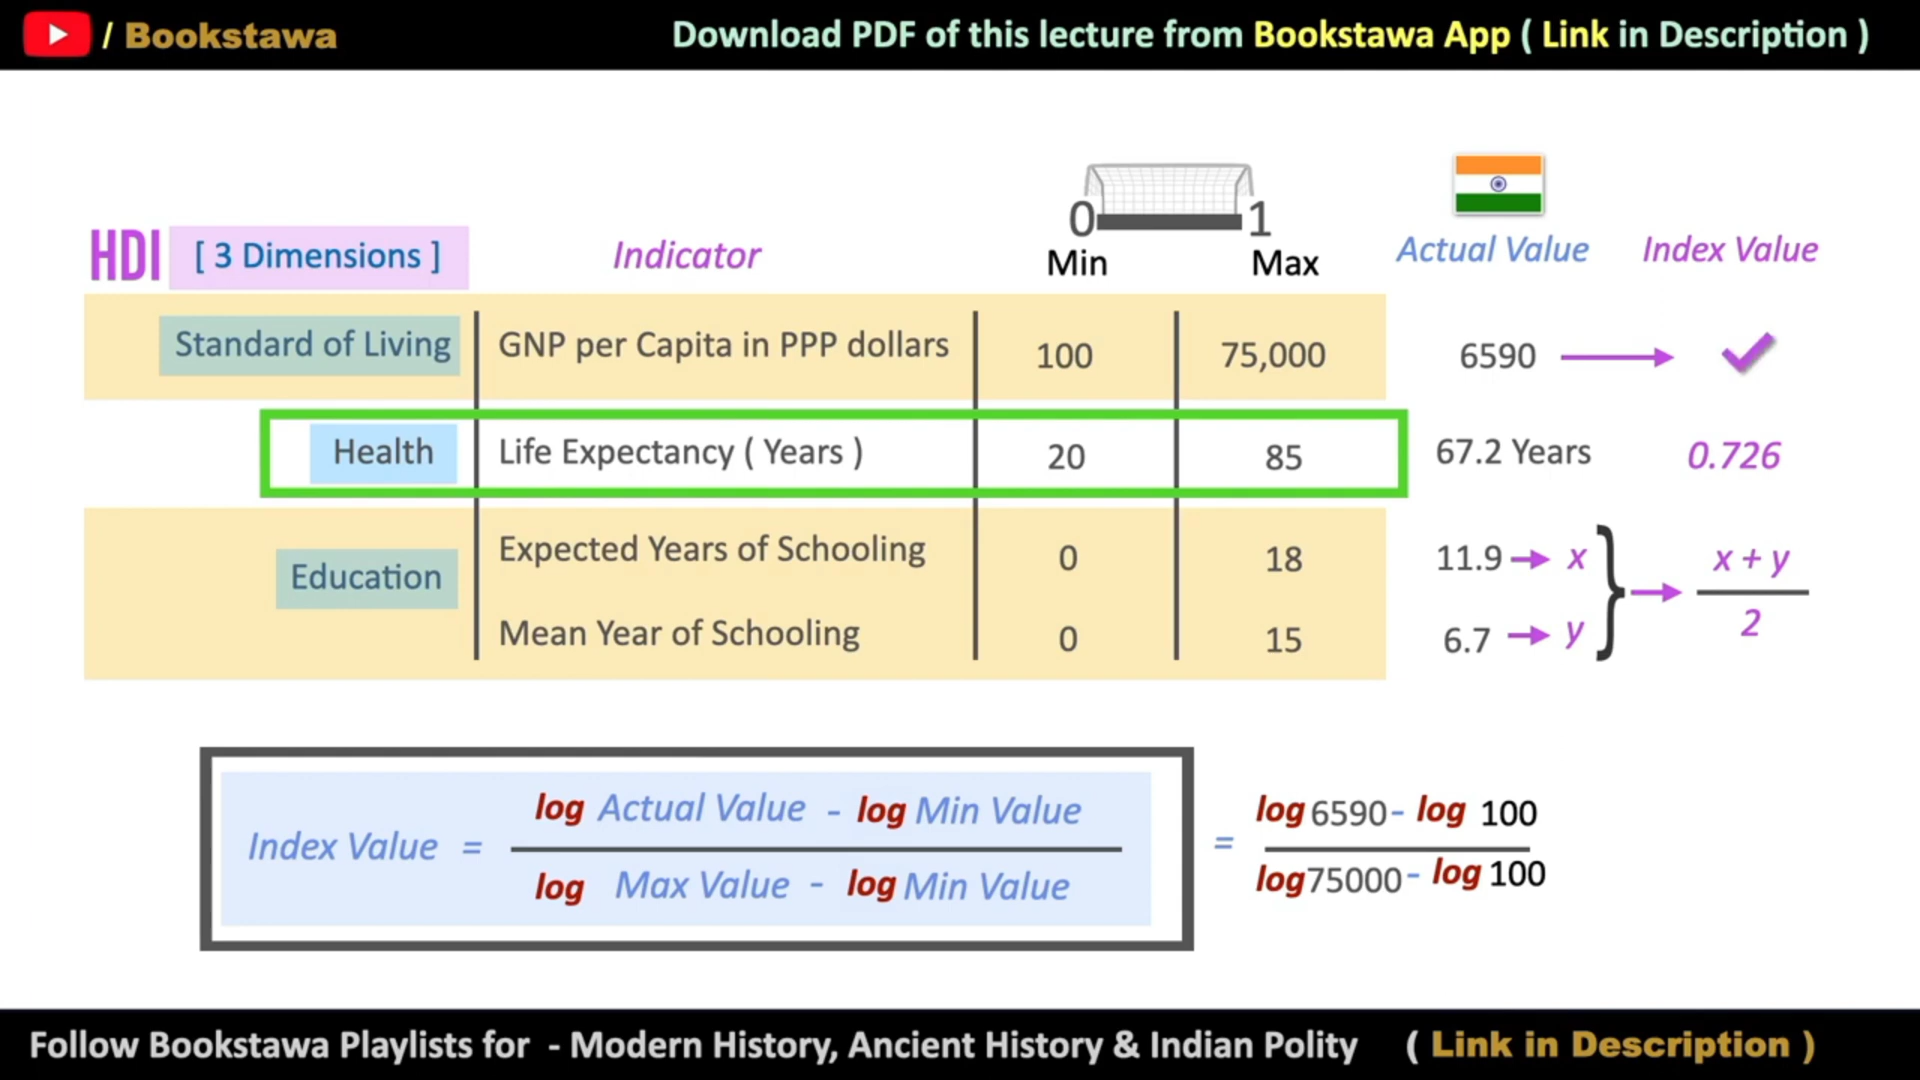 / Bookstawa
Download PDF of this lecture from Bookstawa App ( Link in Description )
0 1
HDI [ 3 Dimensions ] Indicator Min Max Actual Value Index Value
Standard of Living GNP per Capita in PPP dollars 100 75,000 6590
Health Life Expectancy ( Years ) 20 85 67.2 Years 0.726
Education
Expected Years of Schooling 0 18 11.9 x
Mean Year of Schooling 0 15 6.7 y
}
x + y
2
Index Value =
log Actual Value - log Min Value
log Max Value - log Min Value
=
log 6590 - log 100
log 75000 - log 100
Follow Bookstawa Playlists for - Modern History, Ancient History & Indian Polity ( Link in Description )